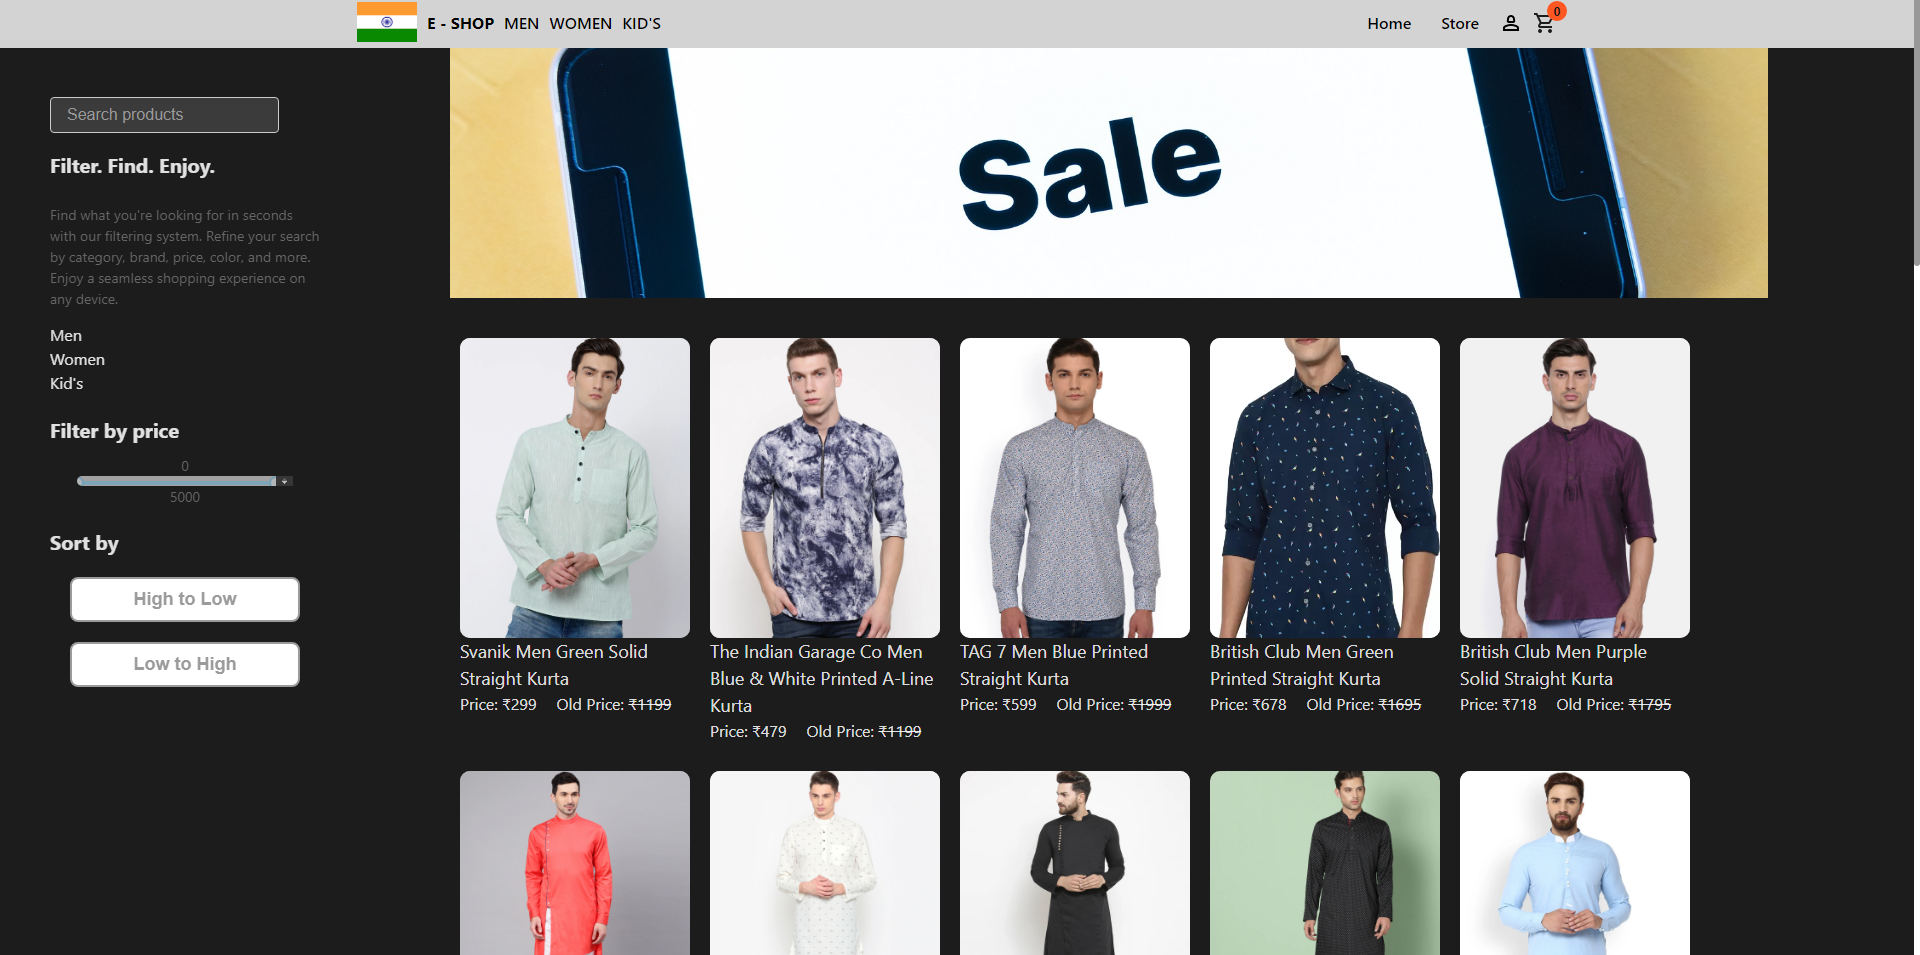 E - SHOP MEN WOMEN KID'S Home Store 0
Search products
Filter. Find. Enjoy.
Find what you're looking for in seconds
with our filtering system. Refine your search
by category, brand, price, color, and more.
Enjoy a seamless shopping experience on
any device.
Men
Women
Kid's
Filter by price
0
5000
Sort by
High to Low
Low to High
Sale
Svanik Men Green Solid
Straight Kurta
Price: ₹299 Old Price: ₹1199
The Indian Garage Co Men
Blue & White Printed A-Line
Kurta
Price: ₹479 Old Price: ₹1199
TAG 7 Men Blue Printed
Straight Kurta
Price: ₹599 Old Price: ₹1999
British Club Men Green
Printed Straight Kurta
Price: ₹678 Old Price: ₹1695
British Club Men Purple
Solid Straight Kurta
Price: ₹718 Old Price: ₹1795